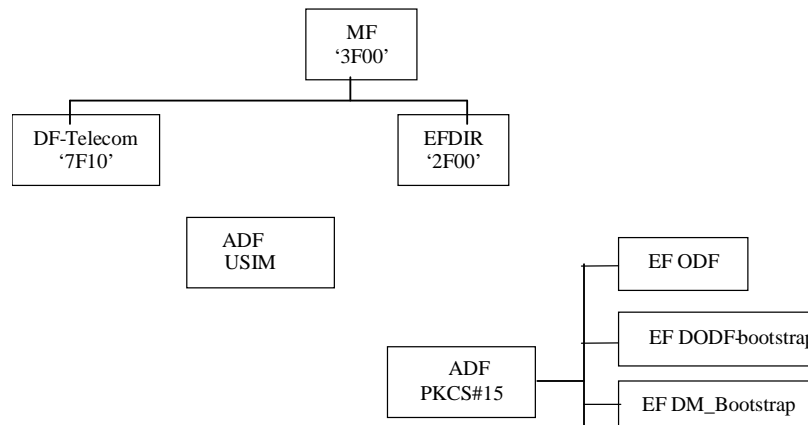 MF
‘3F00’
DF-Telecom
‘7F10’
EFDIR
‘2F00’
ADF
USIM
EF ODF
EF DODF-bootstrap
ADF
PKCS#15
EF DM_Bootstrap